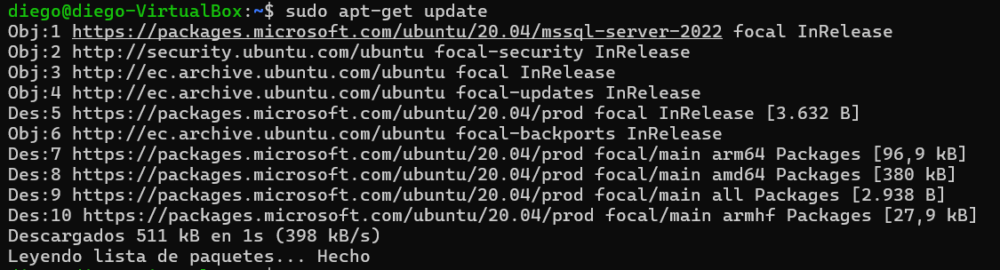 diego@diego-VirtualBox:~$ sudo apt-get update
Obj:1 https://packages.microsoft.com/ubuntu/20.04/mssql-server-2022 focal InRelease
Obj:2 http://security.ubuntu.com/ubuntu focal-security InRelease
Obj:3 http://ec.archive.ubuntu.com/ubuntu focal InRelease
Obj:4 http://ec.archive.ubuntu.com/ubuntu focal-updates InRelease
Des:5 https://packages.microsoft.com/ubuntu/20.04/prod focal InRelease [3.632 B]
Obj:6 http://ec.archive.ubuntu.com/ubuntu focal-backports InRelease
Des:7 https://packages.microsoft.com/ubuntu/20.04/prod focal/main arm64 Packages [96,9 kB]
Des:8 https://packages.microsoft.com/ubuntu/20.04/prod focal/main amd64 Packages [380 kB]
Des:9 https://packages.microsoft.com/ubuntu/20.04/prod focal/main all Packages [2.938 B]
Des:10 https://packages.microsoft.com/ubuntu/20.04/prod focal/main armhf Packages [27,9 kB]
Descargados 511 kB en 1s (398 kB/s)
Leyendo lista de paquetes... Hecho